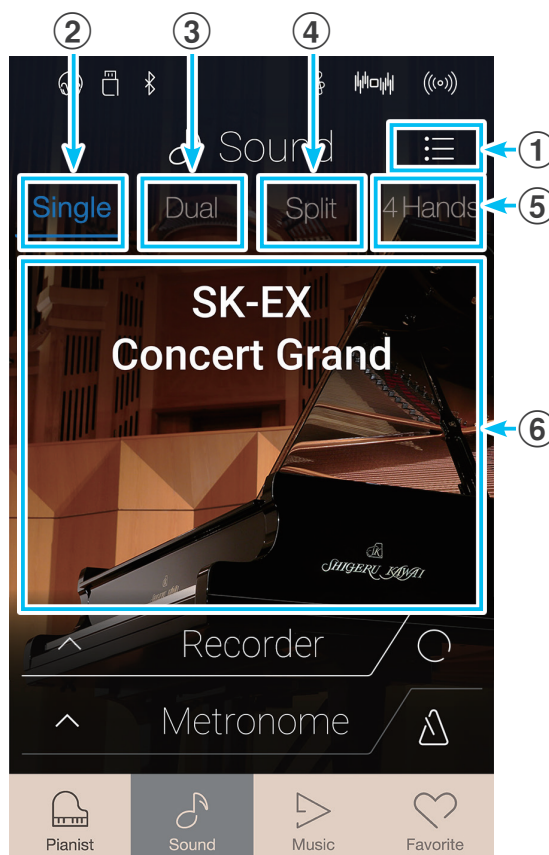 ② ③ ④
Sound
①
Single Dual Split 4 Hands
⑤
SK-EX
Concert Grand
⑥
SK
SHIGERU KAWAI
Recorder
Metronome
Pianist Sound Music Favorite